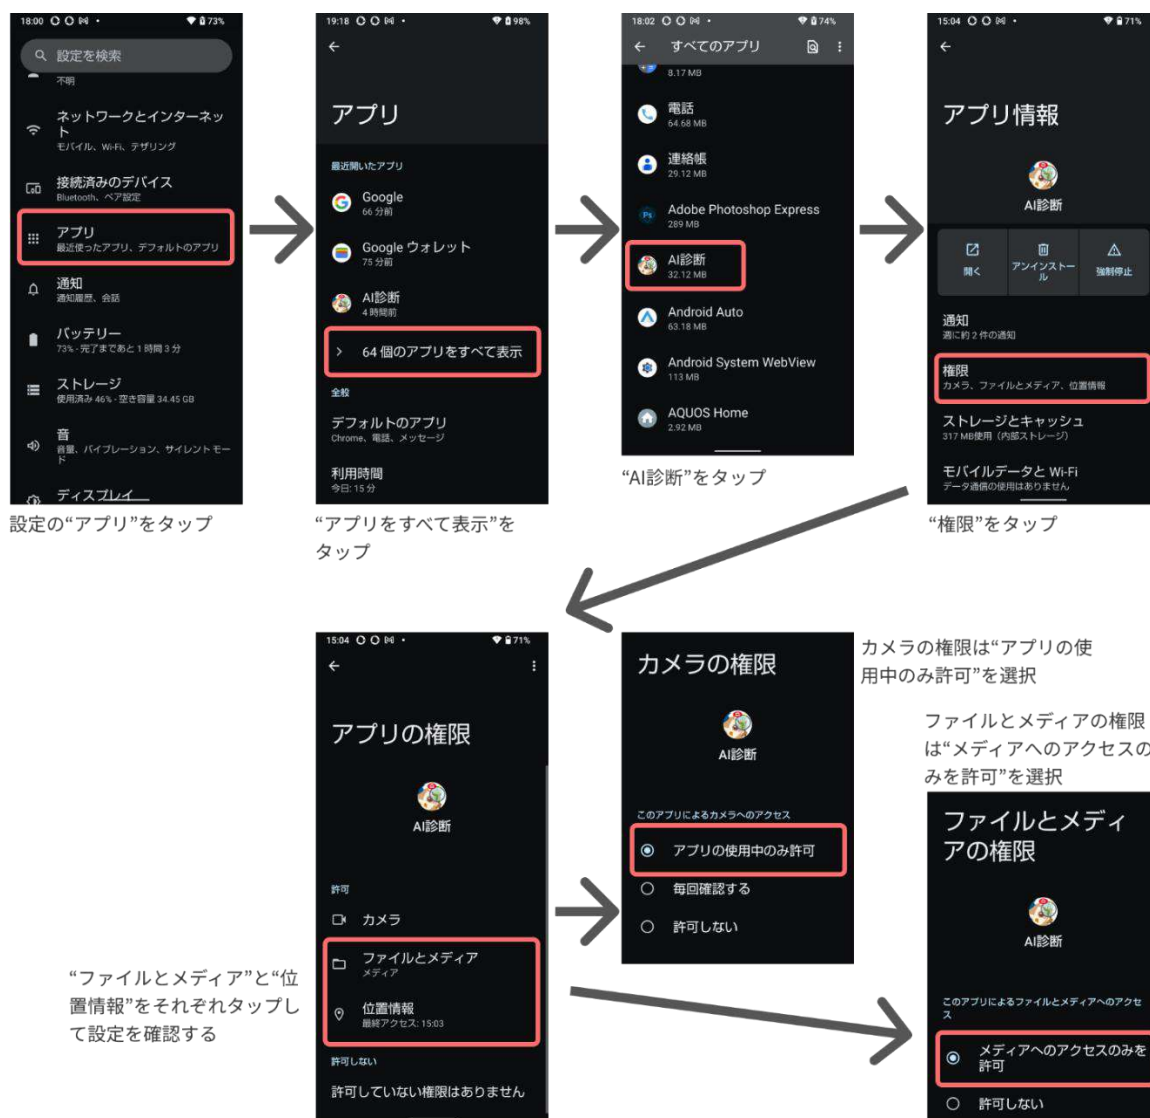 18:00
73%
設定を検索
不明
ネットワークとインターネッ
ト
モバイル、Wi-Fi、テザリング
接続済みのデバイス
Bluetooth、ペア設定
アプリ
最近使ったアプリ、デフォルトのアプリ
通知
通知履歴、会話
バッテリー
73% - 完了まであと 1 時間 3 分
ストレージ
使用済み 46% - 空き容量 34.45 GB
音
音量、バイブレーション、サイレント モー
ド
ディスプレイ
設定の“アプリ”をタップ
19:18
98%
アプリ
最近開いたアプリ
Google
66 分前
Google ウォレット
75 分前
AI診断
4 時間前
64 個のアプリをすべて表示
全般
デフォルトのアプリ
Chrome、電話、メッセージ
利用時間
今日: 15 分
“アプリをすべて表示”を
タップ
18:02
74%
すべてのアプリ
8.17 MB
電話
64.68 MB
連絡帳
29.12 MB
Ps
Adobe Photoshop Express
289 MB
AI診断
32.12 MB
Android Auto
63.18 MB
Android System WebView
113 MB
AQUOS Home
2.92 MB
“AI診断”をタップ
15:04
71%
アプリ情報
AI診断
開く
アンインストー
ル
強制停止
通知
週に約 2 件の通知
権限
カメラ、ファイルとメディア、位置情報
ストレージとキャッシュ
317 MB使用（内部ストレージ）
モバイルデータと Wi-Fi
データ通信の使用はありません
“権限”をタップ
15:04
71%
アプリの権限
AI診断
許可
カメラ
ファイルとメディア
メディア
位置情報
最終アクセス: 15:03
許可しない
許可していない権限はありません
“ファイルとメディア”と“位
置情報”をそれぞれタップし
て設定を確認する
カメラの権限
AI診断
このアプリによるカメラへのアクセス
アプリの使用中のみ許可
毎回確認する
許可しない
カメラの権限は“アプリの使
用中のみ許可”を選択
ファイルとメディアの権限
は“メディアへのアクセスの
みを許可”を選択
ファイルとメディ
アの権限
AI診断
このアプリによるファイルとメディアへのアクセ
ス
メディアへのアクセスのみを
許可
許可しない